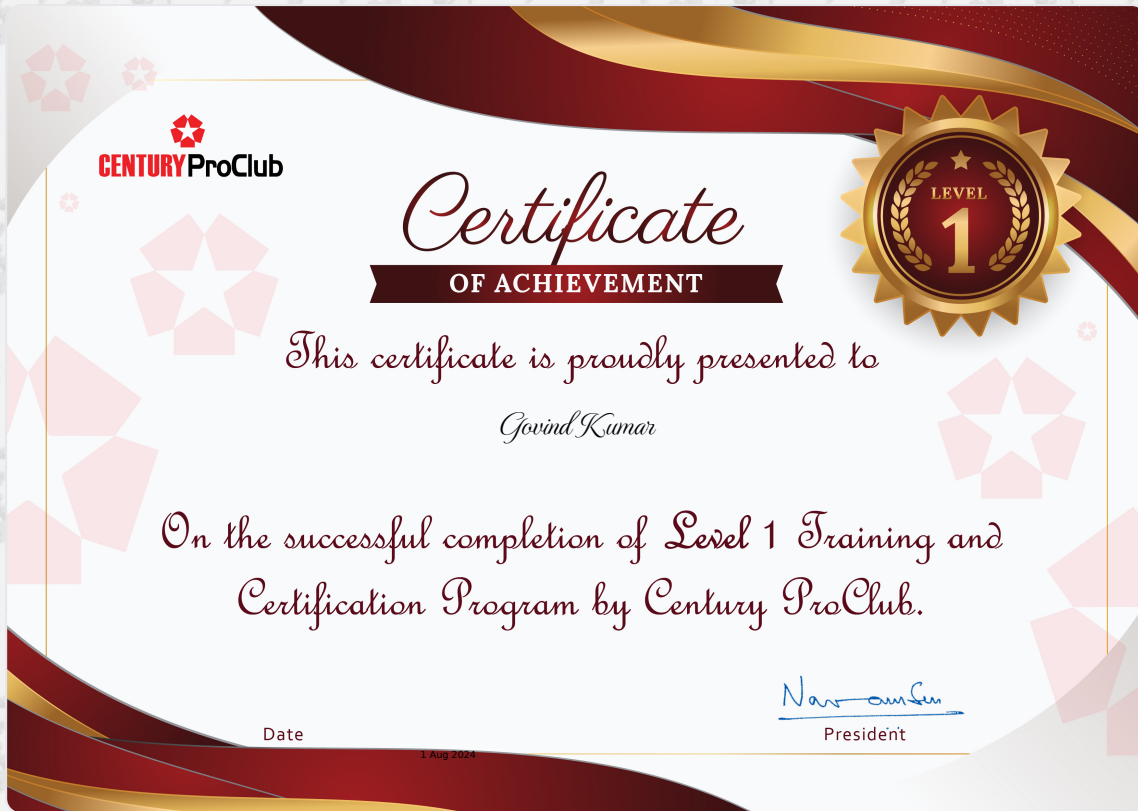 CENTURY ProClub
LEVEL
1
Certificate
OF ACHIEVEMENT
This certificate is proudly presented to
Govind Kumar
On the successful completion of Level 1 Training and
Certification Program by Century ProClub.
Date
President
1 Aug 2024